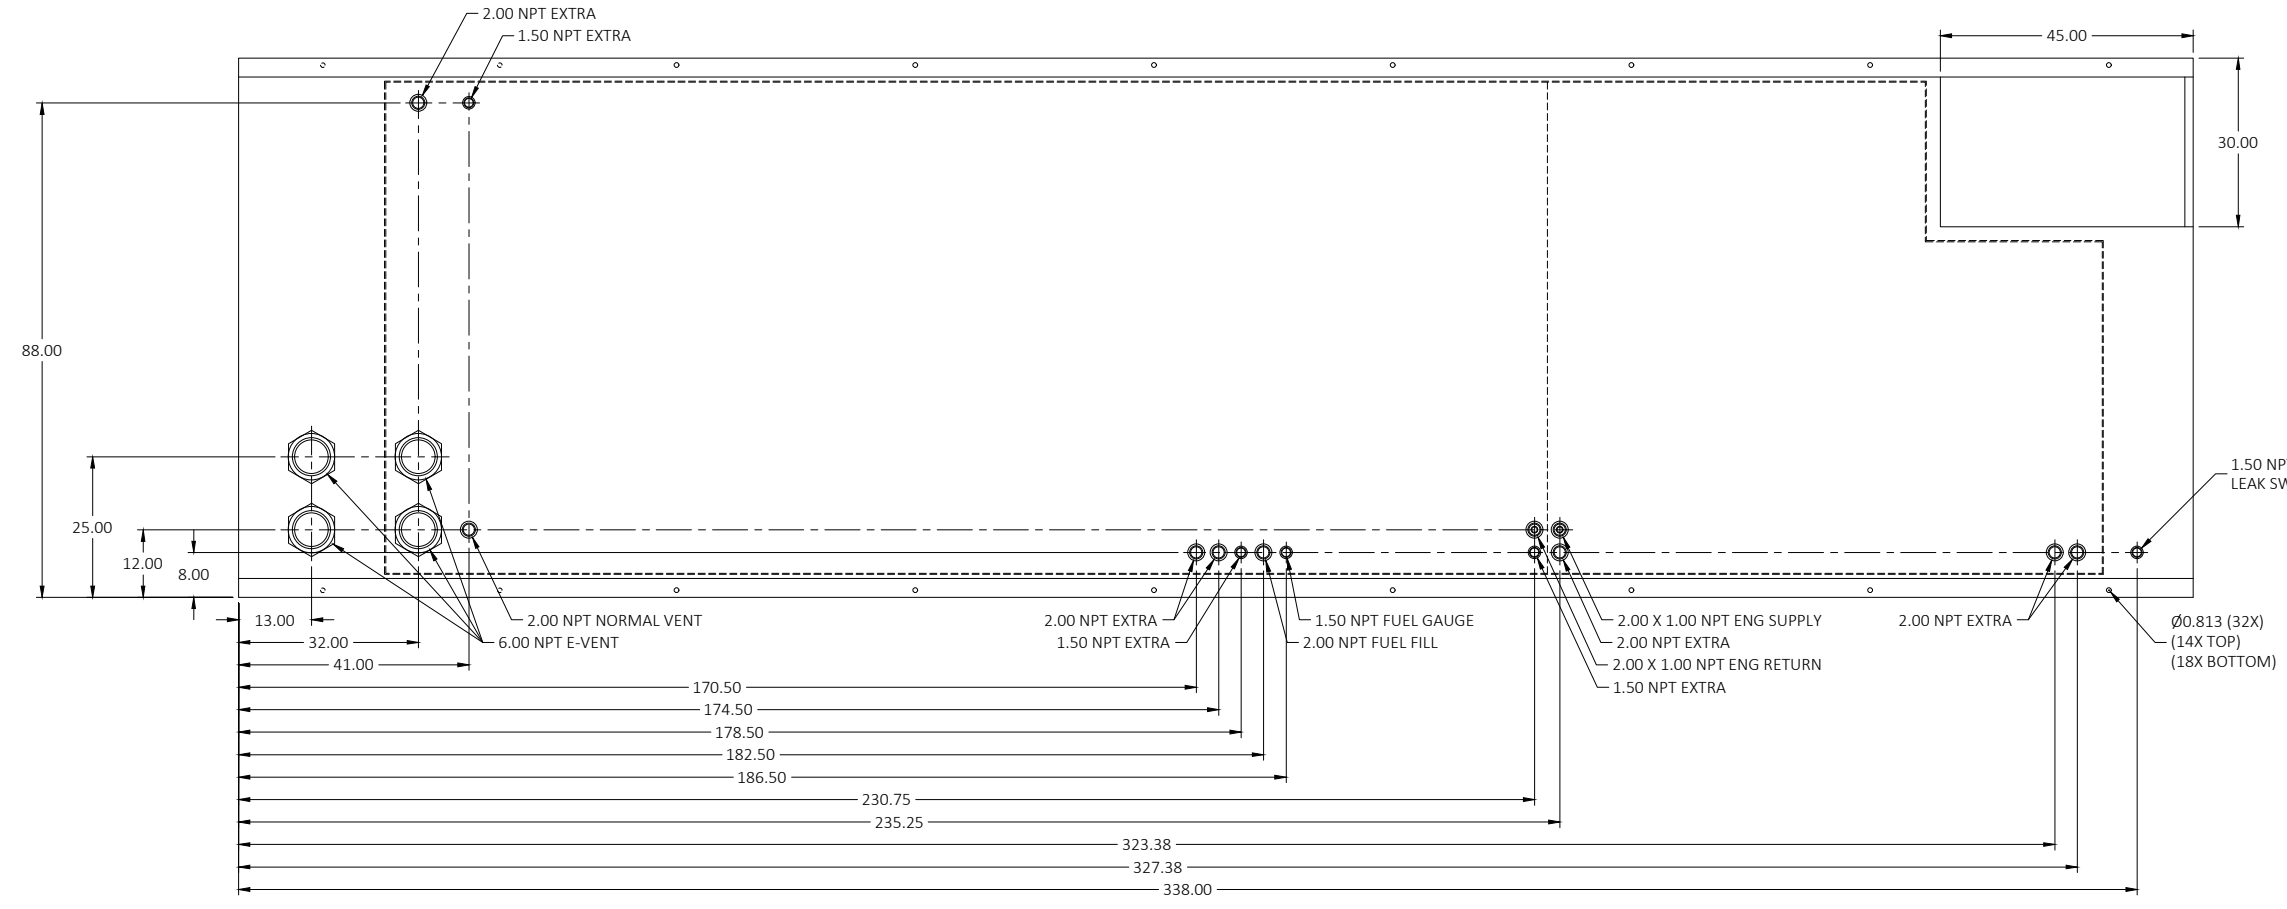 2.00 NPT EXTRA
1.50 NPT EXTRA
45.00
30.00
88.00
25.00
12.00
8.00
13.00
32.00
41.00
2.00 NPT NORMAL VENT
6.00 NPT E-VENT
2.00 NPT EXTRA
1.50 NPT EXTRA
1.50 NPT FUEL GAUGE
2.00 NPT FUEL FILL
2.00 X 1.00 NPT ENG SUPPLY
2.00 NPT EXTRA
2.00 X 1.00 NPT ENG RETURN
1.50 NPT EXTRA
2.00 NPT EXTRA
1.50
LEAK
Ø0.813 (32X)
(14X TOP)
(18X BOTTOM)
170.50
174.50
178.50
182.50
186.50
230.75
235.25
323.38
327.38
338.00